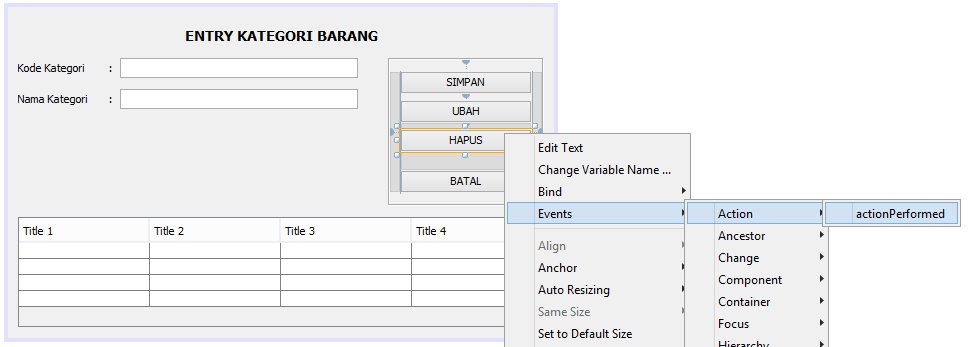 ENTRY KATEGORI BARANG
Kode Kategori :
Nama Kategori :
SIMPAN
UBAH
HAPUS
BATAL
Title 1 Title 2 Title 3 Title 4
Edit Text
Change Variable Name ...
Bind
Events
Align
Anchor
Auto Resizing
Same Size
Set to Default Size
Action
Ancestor
Change
Component
Container
Focus
Hierarchy
actionPerformed